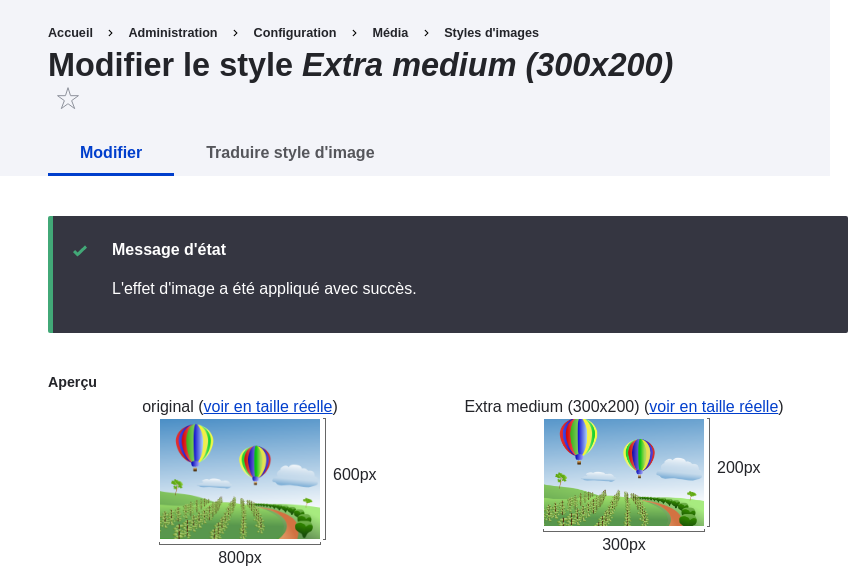 Accueil > Administration > Configuration > Média > Styles d'images
Modifier le style Extra medium (300x200)
Modifier Traduire style d'image
Message d'état
L'effet d'image a été appliqué avec succès.
Aperçu
original (voir en taille réelle) Extra medium (300x200) (voir en taille réelle)
600px 200px
800px 300px